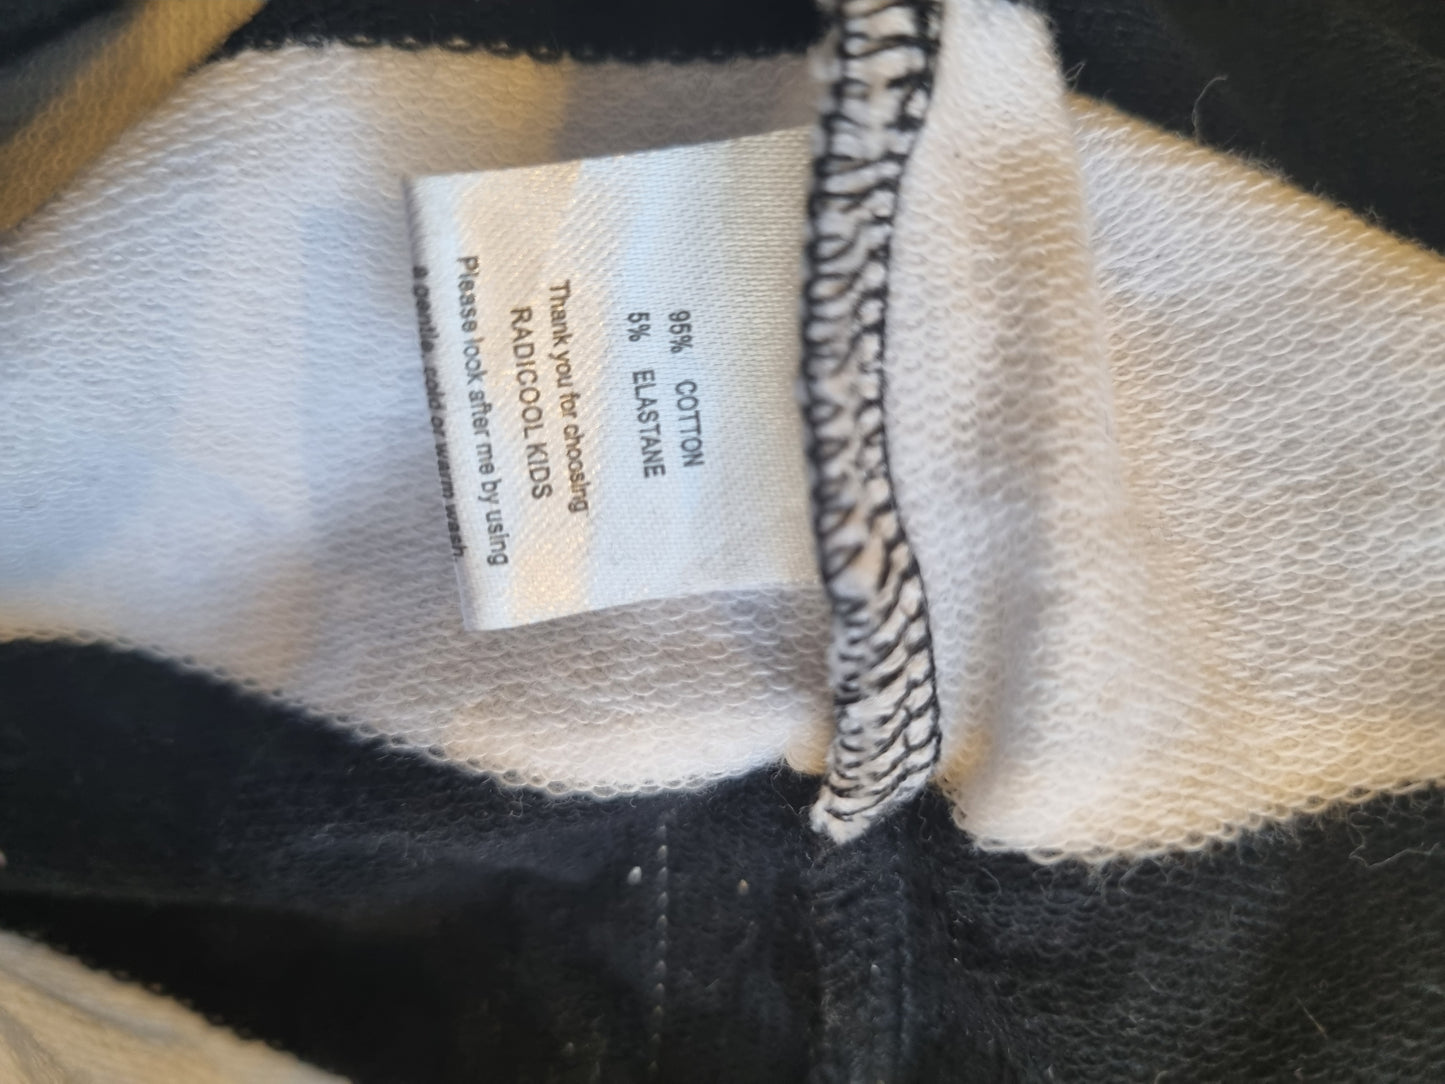 95% COTTON
5% ELASTANE
Thank you for choosing
RADICOOL KIDS
Please look after me by using
a gentle cold or warm wash.